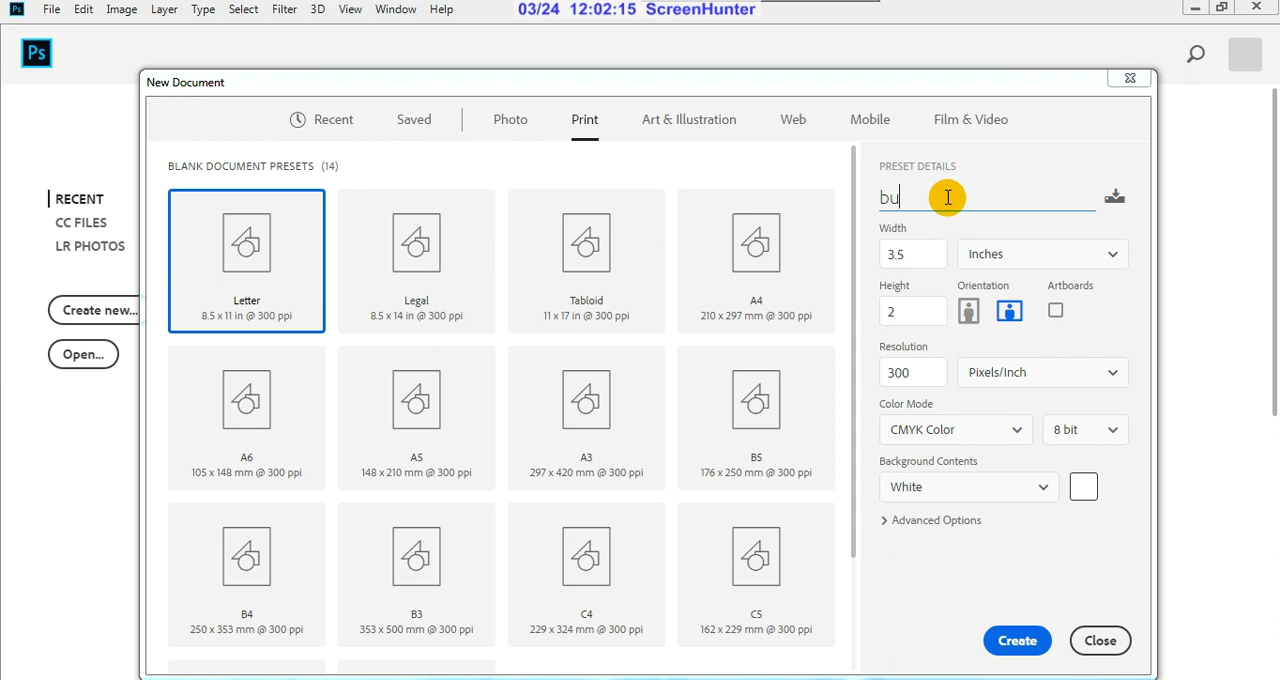 Ps File Edit Image Layer Type Select Filter 3D View Window Help 03/24 12:02:15 ScreenHunter
Ps
New Document
Recent Saved Photo Print Art & Illustration Web Mobile Film & Video
BLANK DOCUMENT PRESETS (14)
Letter
8.5 x 11 in @ 300 ppi
Legal
8.5 x 14 in @ 300 ppi
Tabloid
11 x 17 in @ 300 ppi
A4
210 x 297 mm @ 300 ppi
A6
105 x 148 mm @ 300 ppi
A5
148 x 210 mm @ 300 ppi
A3
297 x 420 mm @ 300 ppi
B5
176 x 250 mm @ 300 ppi
B4
250 x 353 mm @ 300 ppi
B3
353 x 500 mm @ 300 ppi
C4
229 x 324 mm @ 300 ppi
C5
162 x 229 mm @ 300 ppi
RECENT
CC FILES
LR PHOTOS
Create new...
Open...
PRESET DETAILS
bu
Width
3.5 Inches
Height Orientation Artboards
2
Resolution
300 Pixels/Inch
Color Mode
CMYK Color 8 bit
Background Contents
White
Advanced Options
Create Close